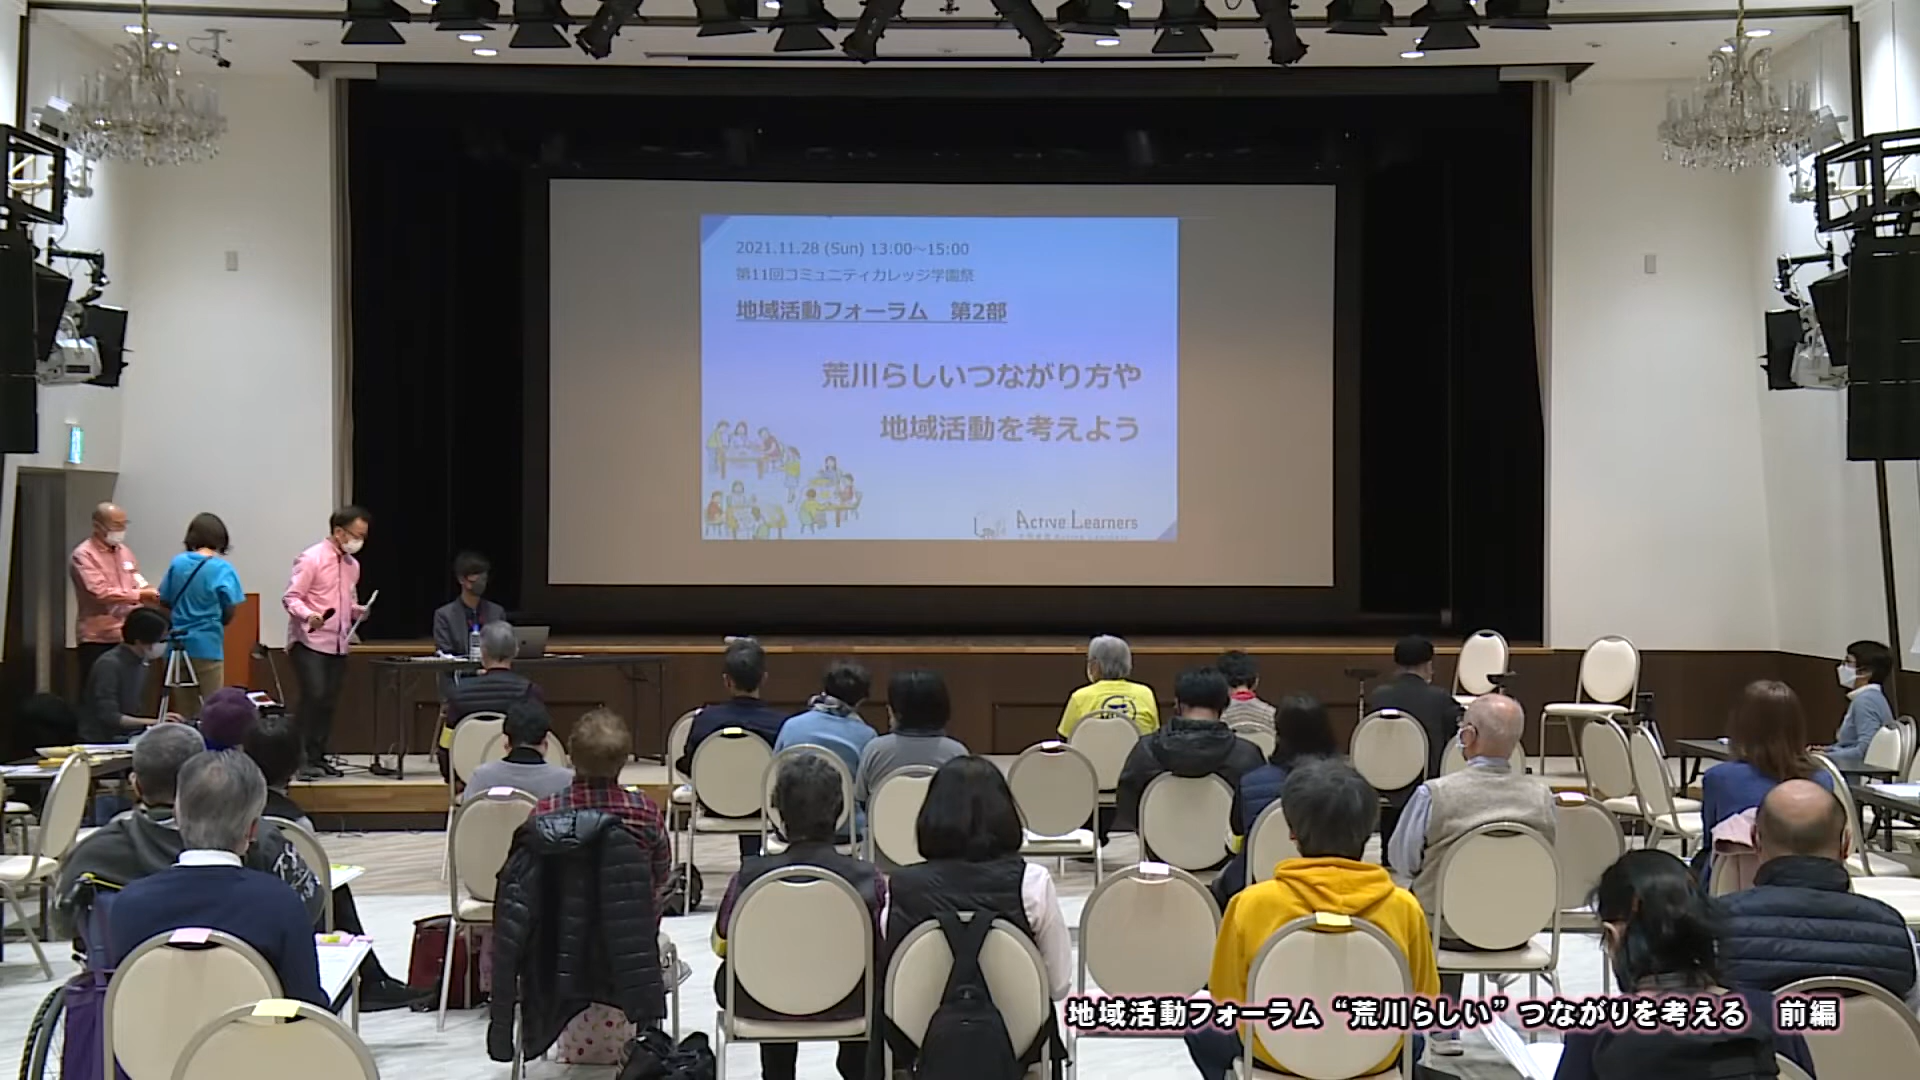 2021.11.28 (Sun) 13:00～15:00
第11回コミュニティカレッジ学園祭
地域活動フォーラム　第2部
荒川らしいつながり方や
地域活動を考えよう
Active Learners
地域活動フォーラム “荒川らしい” つながりを考える　前編